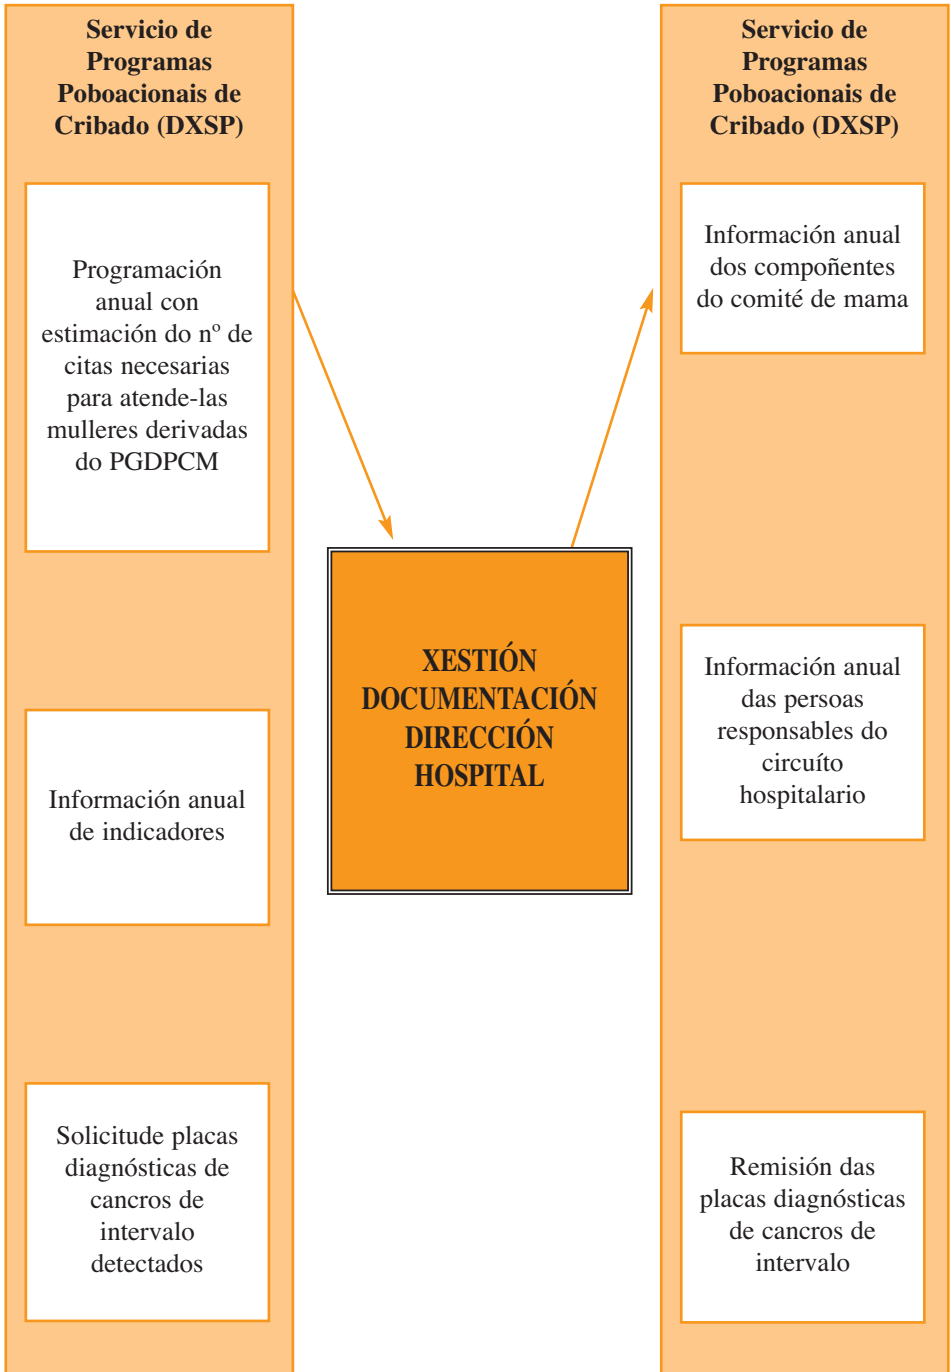 Servicio de
Programas
Poboacionais de
Cribado (DXSP)
Programación
anual con
estimación do nº de
citas necesarias
para atende-las
mulleres derivadas
do PGDPCM
Información anual
de indicadores
Solicitude placas
diagnósticas de
cancros de
intervalo
detectados
XESTIÓN
DOCUMENTACIÓN
DIRECCIÓN
HOSPITAL
Servicio de
Programas
Poboacionais de
Cribado (DXSP)
Información anual
dos compoñentes
do comité de mama
Información anual
das persoas
responsables do
circuíto
hospitalario
Remisión das
placas diagnósticas
de cancros de
intervalo